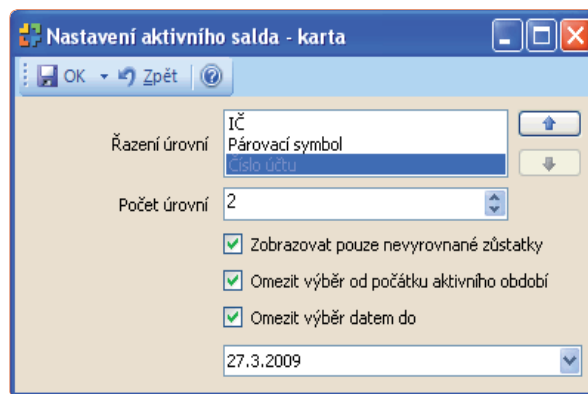 Nastavení aktivního salda - karta
OK Zpět
IČ
Řazení úrovní Párovací symbol
Číslo účtu
Počet úrovní 2
Zobrazovat pouze nevyrovnané zůstatky
Omezit výběr od počátku aktivního období
Omezit výběr datem do
27.3.2009